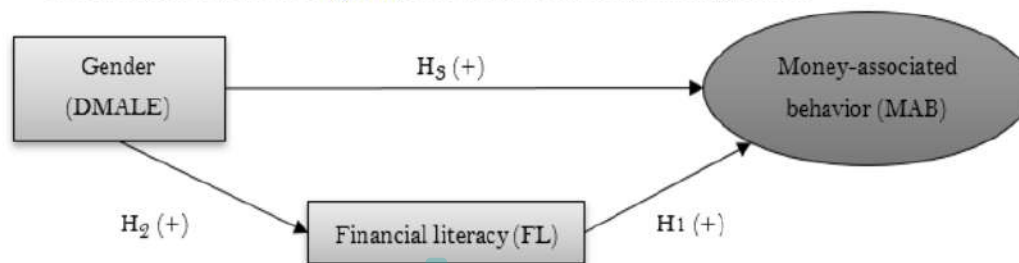 Gender
(DMALE)
H3 (+)
Money-associated
behavior (MAB)
H2 (+)
Financial literacy (FL)
H1 (+)